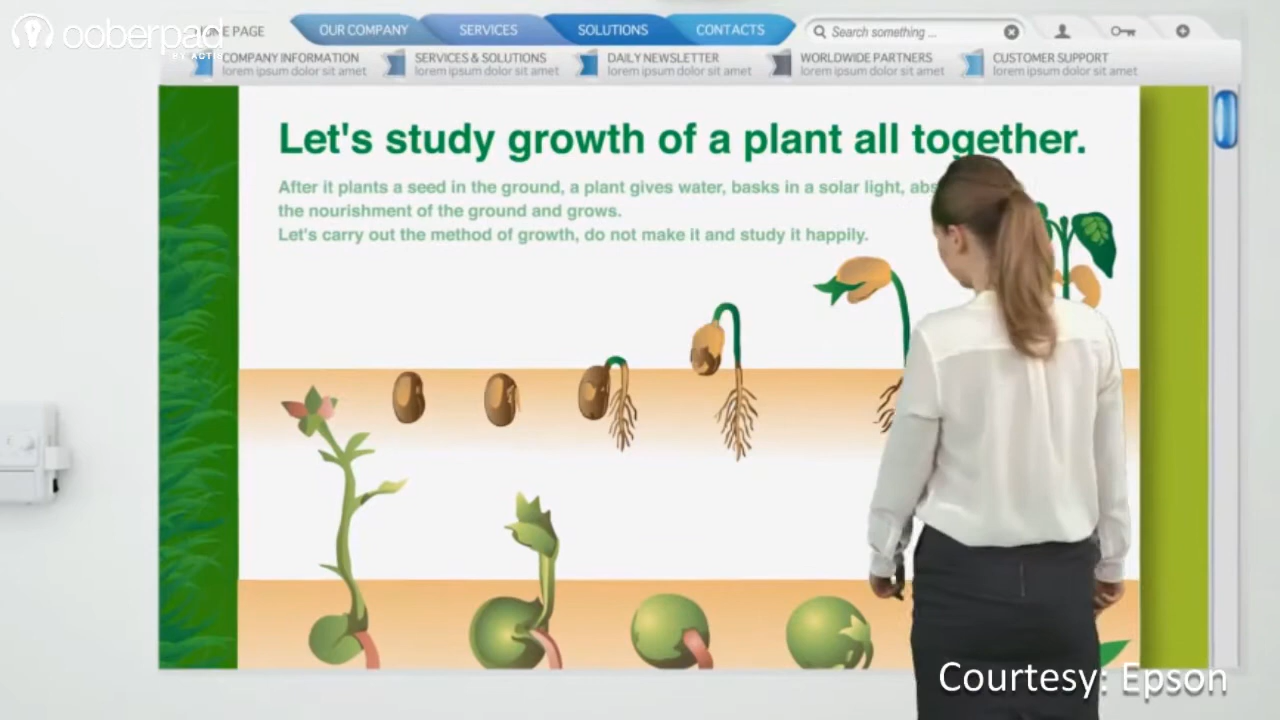 ooberpad
HOME PAGE
OUR COMPANY
SERVICES
SOLUTIONS
CONTACTS
Search something ...
COMPANY INFORMATION
lorem ipsum dolor sit amet
SERVICES & SOLUTIONS
lorem ipsum dolor sit amet
DAILY NEWSLETTER
lorem ipsum dolor sit amet
WORLDWIDE PARTNERS
lorem ipsum dolor sit amet
CUSTOMER SUPPORT
lorem ipsum dolor sit amet
Let's study growth of a plant all together.
After it plants a seed in the ground, a plant gives water, basks in a solar light,
the nourishment of the ground and grows.
Let's carry out the method of growth, do not make it and study it happily.
Courtesy: Epson